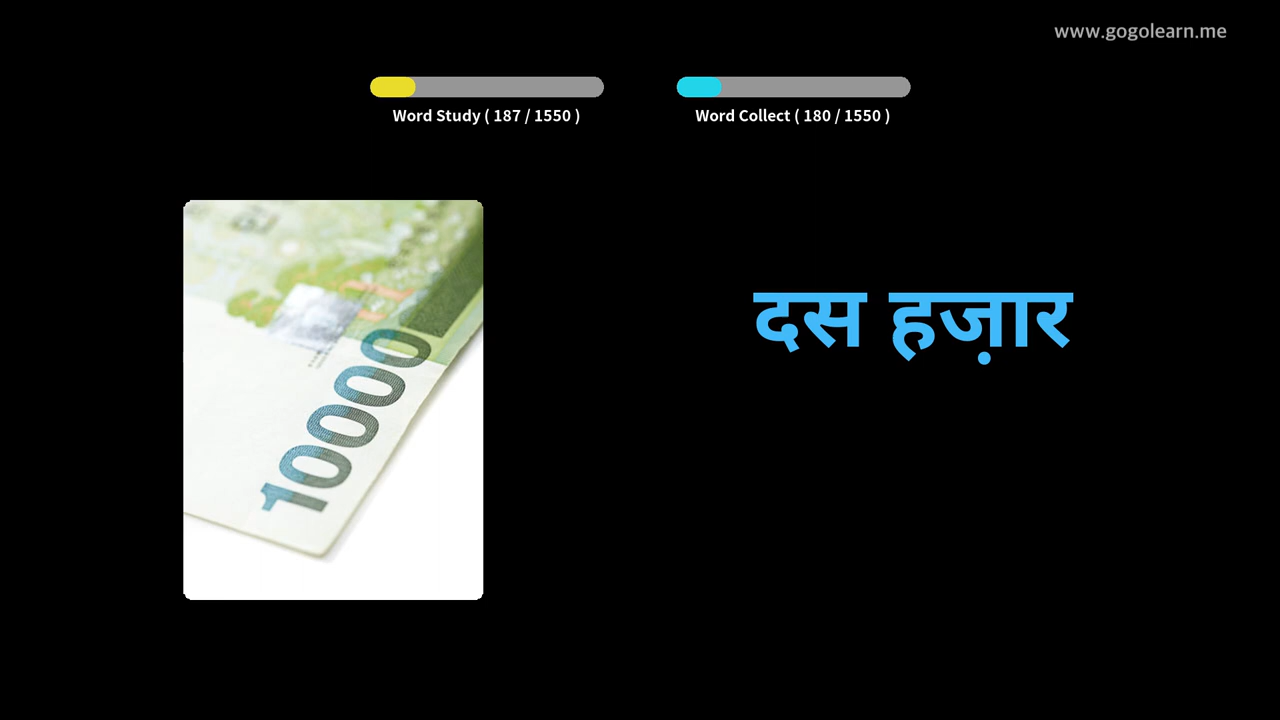 www.gogolearn.me
Word Study ( 187 / 1550 )
Word Collect ( 180 / 1550 )
दस हज़ार
10000